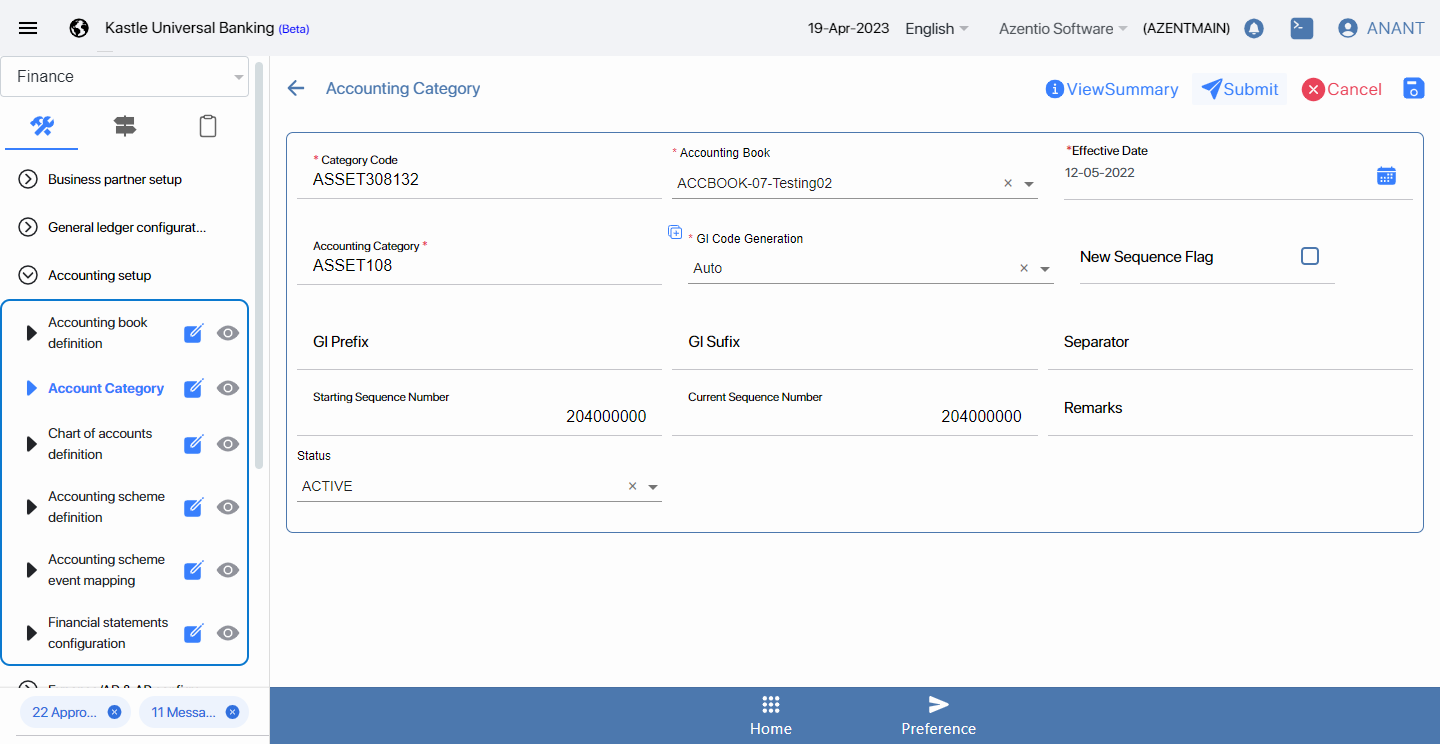 Kastle Universal Banking (Beta)
19-Apr-2023
English
Azentio Software
(AZENTMAIN)
ANANT
Finance
Business partner setup
General ledger configurat...
Accounting setup
Accounting book
definition
Account Category
Chart of accounts
definition
Accounting scheme
definition
Accounting scheme
event mapping
Financial statements
configuration
22 Appro...
11 Messa...
Accounting Category
ViewSummary
Submit
Cancel
* Category Code
ASSET308132
* Accounting Book
ACCBOOK-07-Testing02
*Effective Date
12-05-2022
Accounting Category *
ASSET108
* GI Code Generation
Auto
New Sequence Flag
GI Prefix
GI Sufix
Separator
Starting Sequence Number
204000000
Current Sequence Number
204000000
Remarks
Status
ACTIVE
Home
Preference